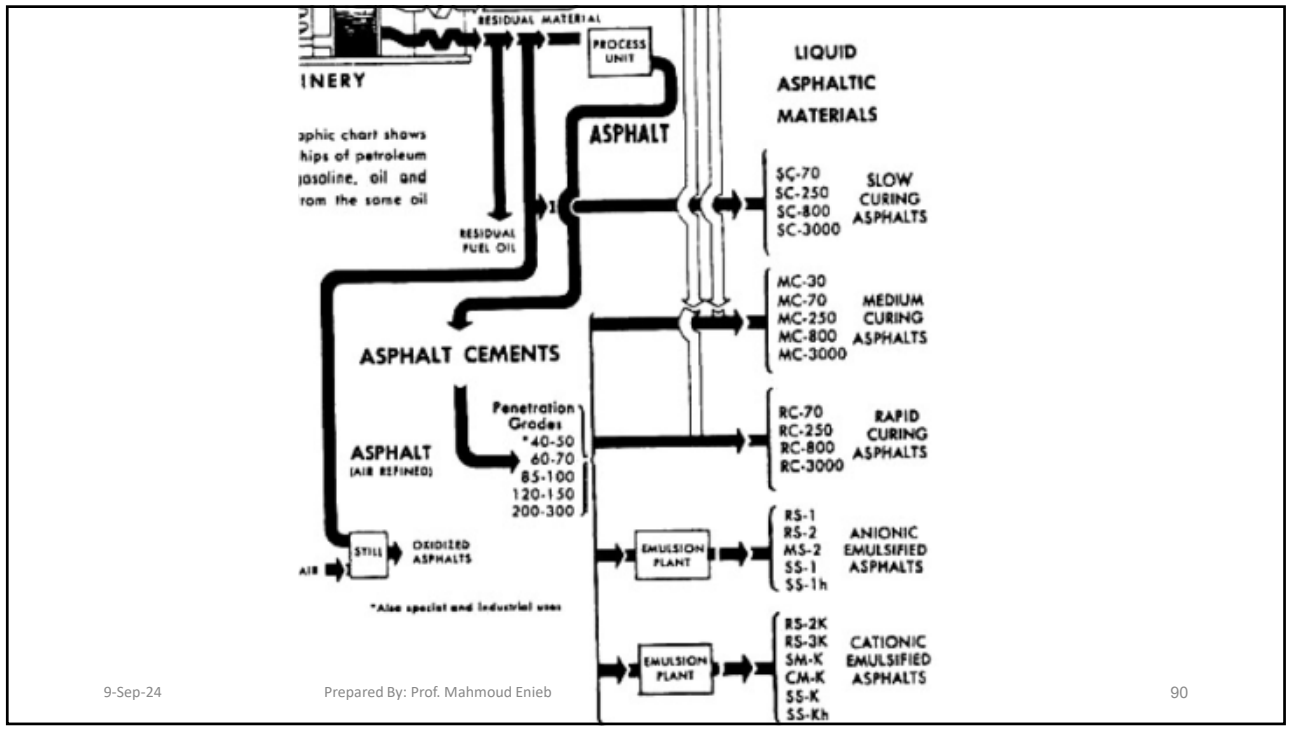 RESIDUAL MATERIAL
PROCESS
UNIT
INERY
aphic chart shows
hips of petroleum
gasoline, oil and
rom the same oil
ASPHALT
RESIDUAL
FUEL OIL
LIQUID
ASPHALTIC
MATERIALS
SC-70
SC-250
SC-800
SC-3000
SLOW
CURING
ASPHALTS
MC-30
MC-70
MC-250
MC-800
MC-3000
MEDIUM
CURING
ASPHALTS
ASPHALT CEMENTS
Penetration
Grades
*40-50
60-70
85-100
120-150
200-300
ASPHALT
(AIR REFINED)
RC-70
RC-250
RC-800
RC-3000
RAPID
CURING
ASPHALTS
AIR
STILL
OXIDIZED
ASPHALTS
EMULSION
PLANT
RS-1
RS-2
MS-2
SS-1
SS-1h
ANIONIC
EMULSIFIED
ASPHALTS
*Also special and industrial uses
EMULSION
PLANT
RS-2K
RS-3K
SM-K
CM-K
SS-K
SS-Kh
CATIONIC
EMULSIFIED
ASPHALTS
9-Sep-24
Prepared By: Prof. Mahmoud Enieb
90